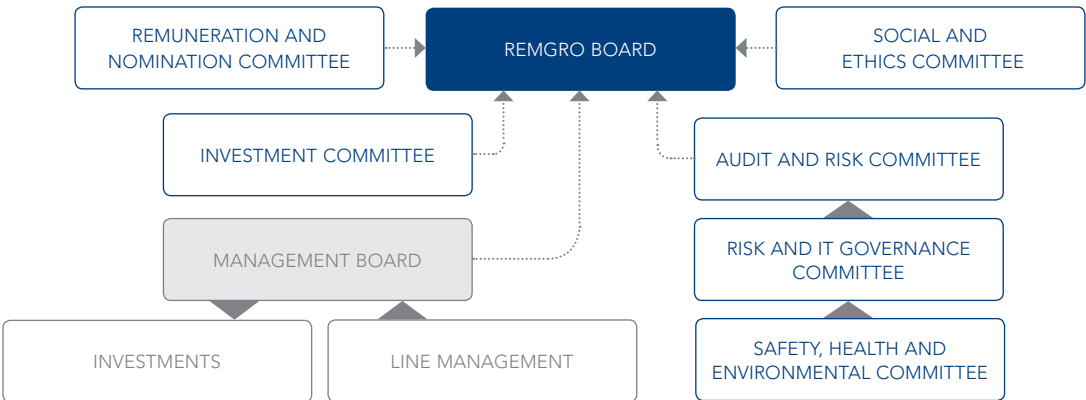 REMUNERATION AND
NOMINATION COMMITTEE
REMGRO BOARD
SOCIAL AND
ETHICS COMMITTEE
INVESTMENT COMMITTEE
AUDIT AND RISK COMMITTEE
MANAGEMENT BOARD
RISK AND IT GOVERNANCE
COMMITTEE
INVESTMENTS
LINE MANAGEMENT
SAFETY, HEALTH AND
ENVIRONMENTAL COMMITTEE